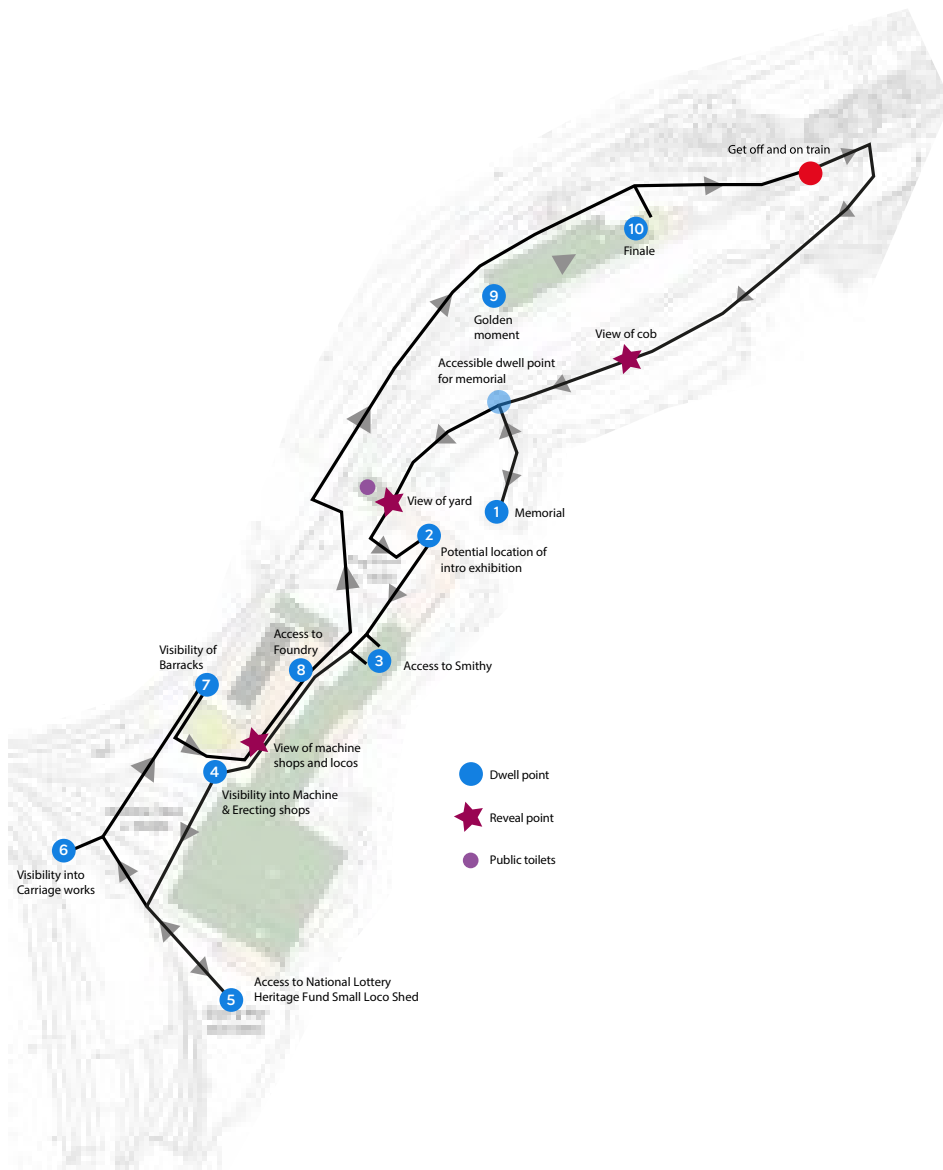 Get off and on train
10
Finale
9
Golden
moment
View of cob
Accessible dwell point
for memorial
View of yard
1
Memorial
2
Potential location of
intro exhibition
Access to
Foundry
8
3
Access to Smithy
Visibility of
Barracks
7
View of machine
shops and locos
4
Visibility into Machine
& Erecting shops
Dwell point
Reveal point
Public toilets
6
Visibility into
Carriage works
5
Access to National Lottery
Heritage Fund Small Loco Shed